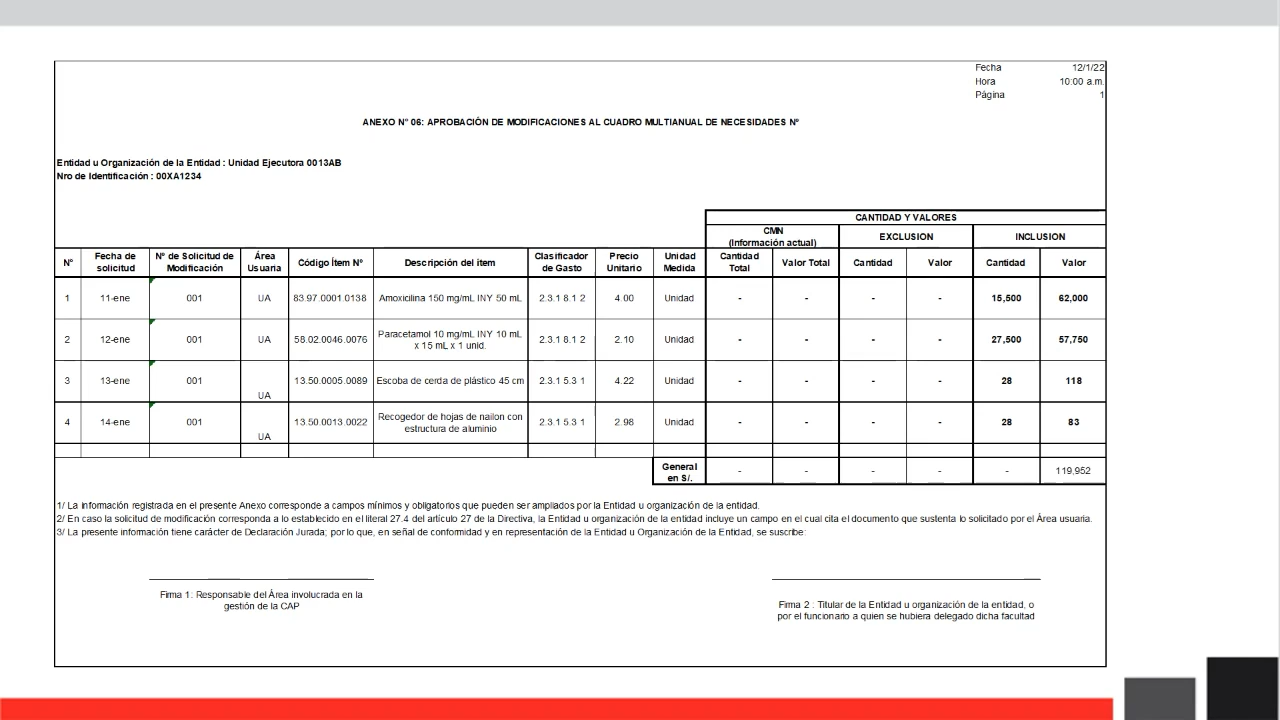 Fecha 12/1/22
Hora 10:00 a.m.
Página 1
ANEXO N° 06: APROBACIÓN DE MODIFICACIONES AL CUADRO MULTIANUAL DE NECESIDADES N°
Entidad u Organización de la Entidad : Unidad Ejecutora 0013AB
Nro de Identificación : 00XA1234
CANTIDAD Y VALORES
CMN
(Información actual)
EXCLUSION
INCLUSION
N° Fecha de solicitud N° de Solicitud de Modificación Área Usuaria Código Ítem N° Descripción del ítem Clasificador de Gasto Precio Unitario Unidad Medida Cantidad Total Valor Total Cantidad Valor Cantidad Valor
1 11-ene 001 UA 83.97.0001.0138 Amoxicilina 150 mg/mL INY 50 mL 2.3.1 8.1 2 4.00 Unidad - - - - 15,500 62,000
2 12-ene 001 UA 58.02.0046.0076 Paracetamol 10 mg/mL INY 10 mL x 15 mL x 1 unid. 2.3.1 8.1 2 2.10 Unidad - - - - 27,500 57,750
3 13-ene 001 UA 13.50.0005.0089 Escoba de cerda de plástico 45 cm 2.3.1 5.3 1 4.22 Unidad - - - - 28 118
4 14-ene 001 UA 13.50.0013.0022 Recogedor de hojas de nailon con estructura de aluminio 2.3.1 5.3 1 2.98 Unidad - - - - 28 83
General en S/. - - - - - 119,952
1/ La información registrada en el presente Anexo corresponde a campos mínimos y obligatorios que pueden ser ampliados por la Entidad u organización de la entidad.
2/ En caso la solicitud de modificación corresponda a lo establecido en el literal 27.4 del artículo 27 de la Directiva, la Entidad u organización de la entidad incluye un campo en el cual cita el documento que sustenta lo solicitado por el Área usuaria.
3/ La presente información tiene carácter de Declaración Jurada; por lo que, en señal de conformidad y en representación de la Entidad u Organización de la Entidad, se suscribe:
Firma 1: Responsable del Área involucrada en la
gestión de la CAP
Firma 2 : Titular de la Entidad u organización de la entidad, o
por el funcionario a quien se hubiera delegado dicha facultad